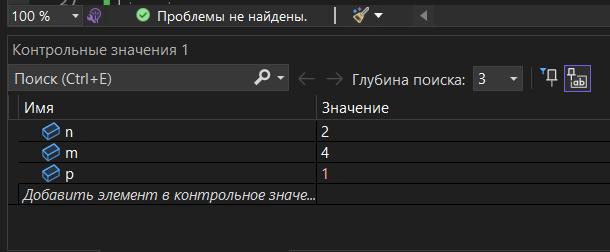 100 %
Проблемы не найдены.
Контрольные значения 1
Поиск (Ctrl+E)
Глубина поиска: 3
Имя Значение
n 2
m 4
p 1
Добавить элемент в контрольное значе...